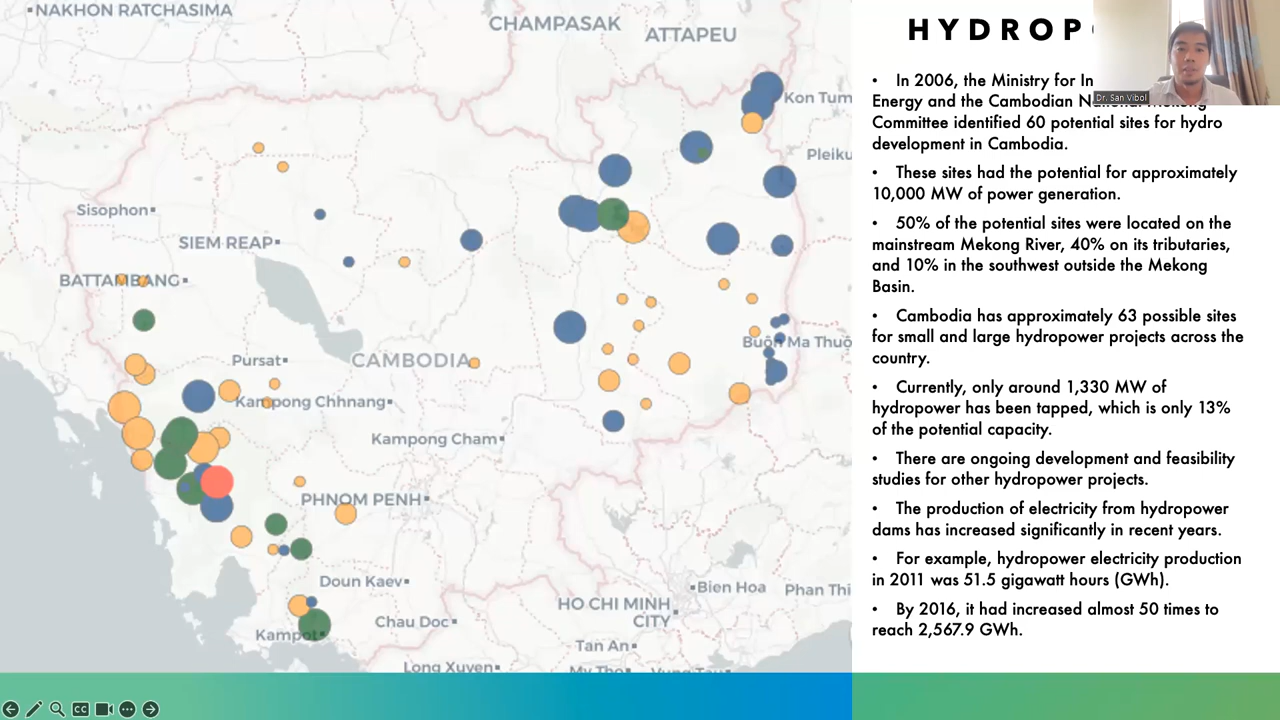 NAKHON RATCHASIMA
CHAMPASAK
ATTAPEU
Kon Tum
Pleiku
Sisophon
SIEM REAP
BATTAMBANG
Buôn Ma Thuô
Pursat
CAMBODIA
Kampong Chhnang
Kampong Cham
PHNOM PENH
Doun Kaev
Bien Hoa
Phan Thi
HO CHI MINH
CITY
Chau Doc
Kampot
Tan An
Long Xuyen
My Tho
Vung Tau
HYDROP
Dr. San Vibol
• In 2006, the Ministry for In
Energy and the Cambodian National Mekong
Committee identified 60 potential sites for hydro
development in Cambodia.
• These sites had the potential for approximately
10,000 MW of power generation.
• 50% of the potential sites were located on the
mainstream Mekong River, 40% on its tributaries,
and 10% in the southwest outside the Mekong
Basin.
• Cambodia has approximately 63 possible sites
for small and large hydropower projects across the
country.
• Currently, only around 1,330 MW of
hydropower has been tapped, which is only 13%
of the potential capacity.
• There are ongoing development and feasibility
studies for other hydropower projects.
• The production of electricity from hydropower
dams has increased significantly in recent years.
• For example, hydropower electricity production
in 2011 was 51.5 gigawatt hours (GWh).
• By 2016, it had increased almost 50 times to
reach 2,567.9 GWh.
CC